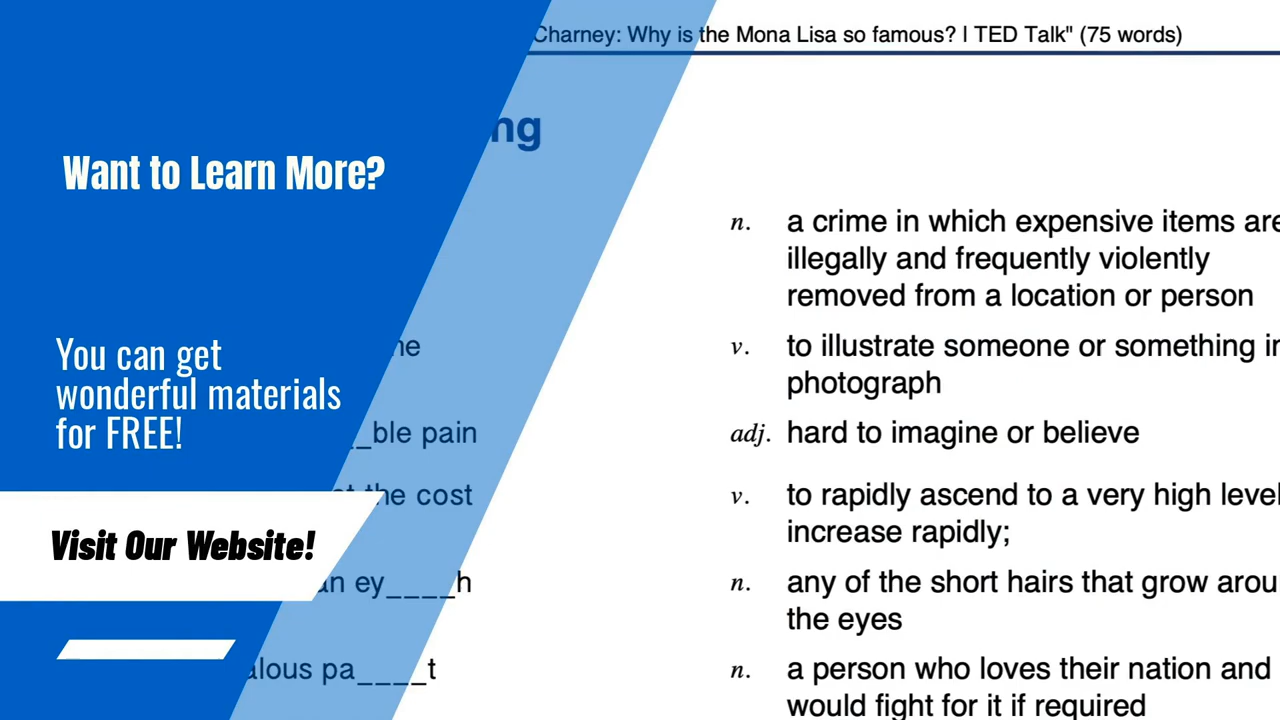 Charney: Why is the Mona Lisa so famous? | TED Talk" (75 words)
ng
Want to Learn More?
You can get
wonderful materials
for FREE!
Visit Our Website!
ne
_ble pain
the cost
an ey____h
alous pa____t
n. a crime in which expensive items are
illegally and frequently violently
removed from a location or person
v. to illustrate someone or something in
photograph
adj. hard to imagine or believe
v. to rapidly ascend to a very high level
increase rapidly;
n. any of the short hairs that grow arou
the eyes
n. a person who loves their nation and
would fight for it if required